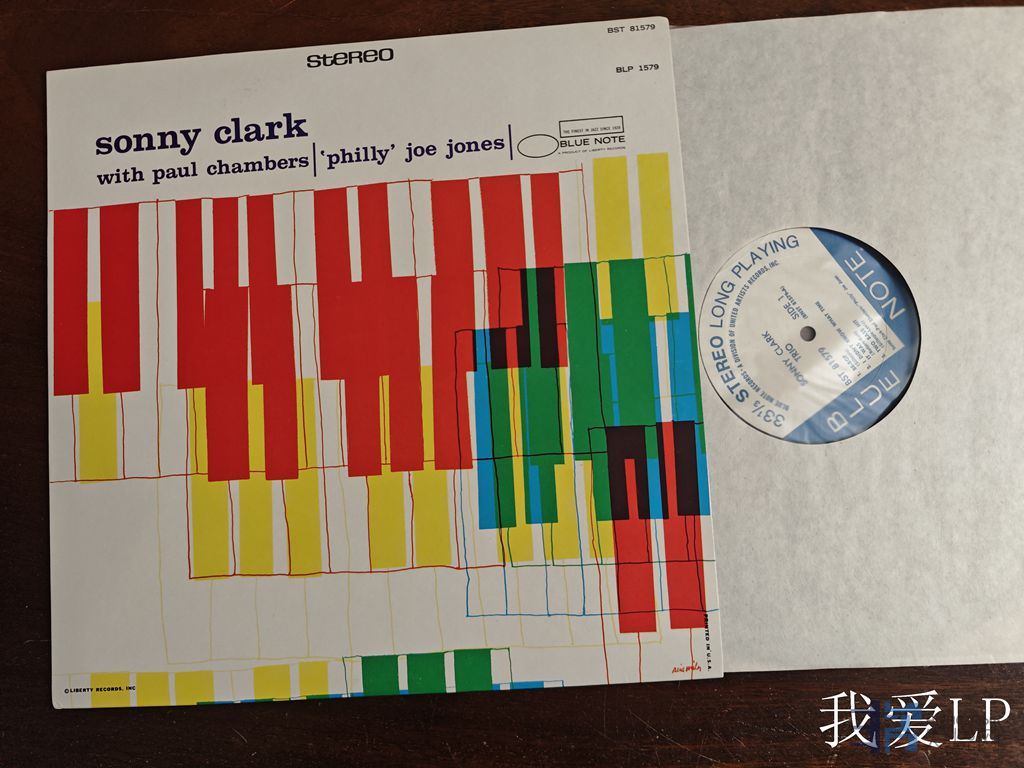 stereo
BST 81579
BLP 1579
sonny clark
with paul chambers|'philly' joe jones|
THE FINEST IN JAZZ SINCE 1939
BLUE NOTE
A PRODUCT OF LIBERTY RECORDS
33⅓ STEREO LONG PLAYING
BLUE NOTE RECORDS • A DIVISION OF UNITED ARTISTS RECORDS, INC.
BLUE NOTE
SIDE 1
SONNY CLARK
TRIO
BST 81579
PRINTED IN U.S.A.
© LIBERTY RECORDS, INC
我爱LP